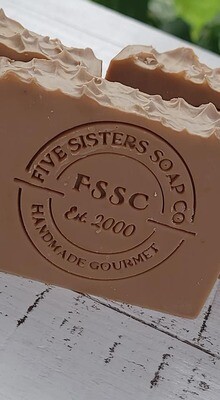 FIVE SISTERS SOAP CO
FSSC
Est. 2000
HANDMADE GOURMET